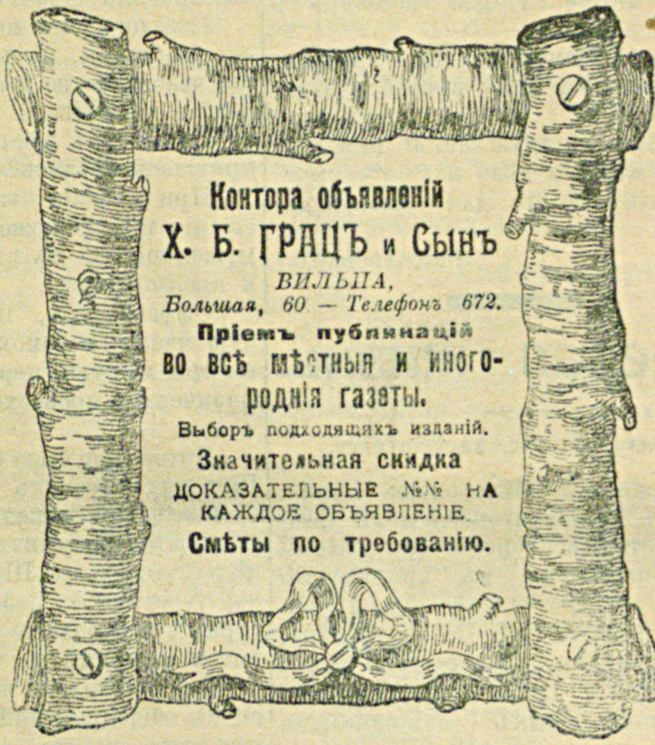 Контора объявленій
Х. Б. ГРАЦЪ и Сынъ
ВИЛЬНА,
Большая, 60 — Телефонъ 672.
Пріемъ публикацій
во всѣ мѣстныя и иного-
роднія газеты.
Выборъ подходящихъ изданій.
Значительная скидка
ДОКАЗАТЕЛЬНЫЕ №№ НА
КАЖДОЕ ОБЪЯВЛЕНІЕ
Смѣты по требованію.